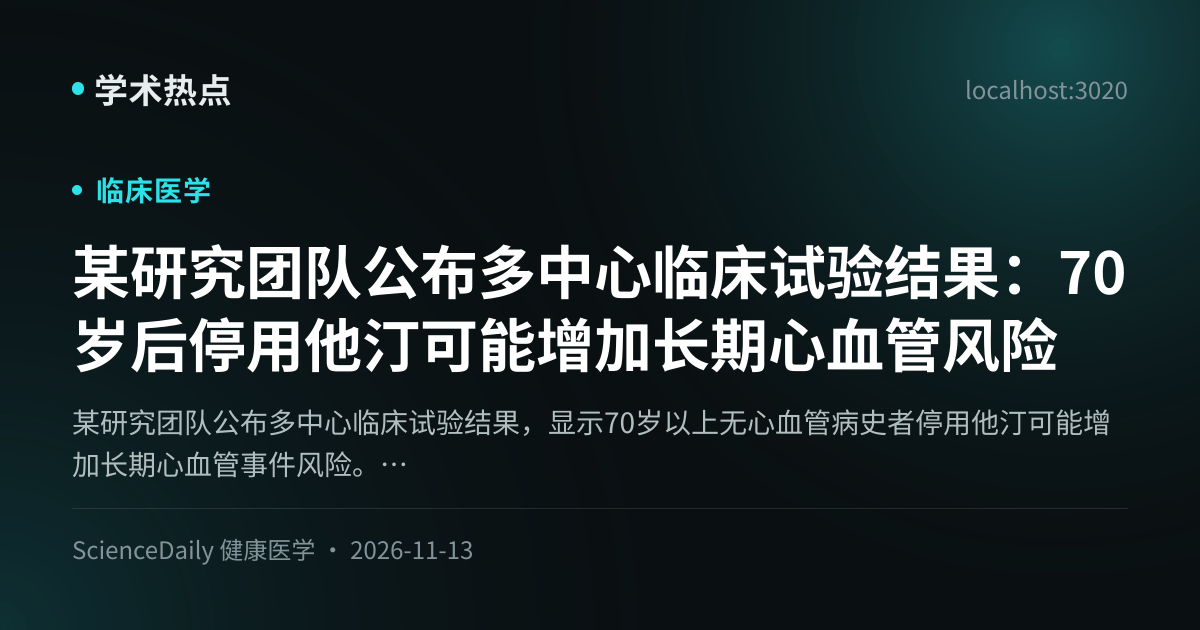 学术热点
localhost:3020
临床医学
某研究团队公布多中心临床试验结果：70
岁后停用他汀可能增加长期心血管风险
某研究团队公布多中心临床试验结果，显示70岁以上无心血管病史者停用他汀可能增
加长期心血管事件风险。…
ScienceDaily 健康医学 · 2026-11-13